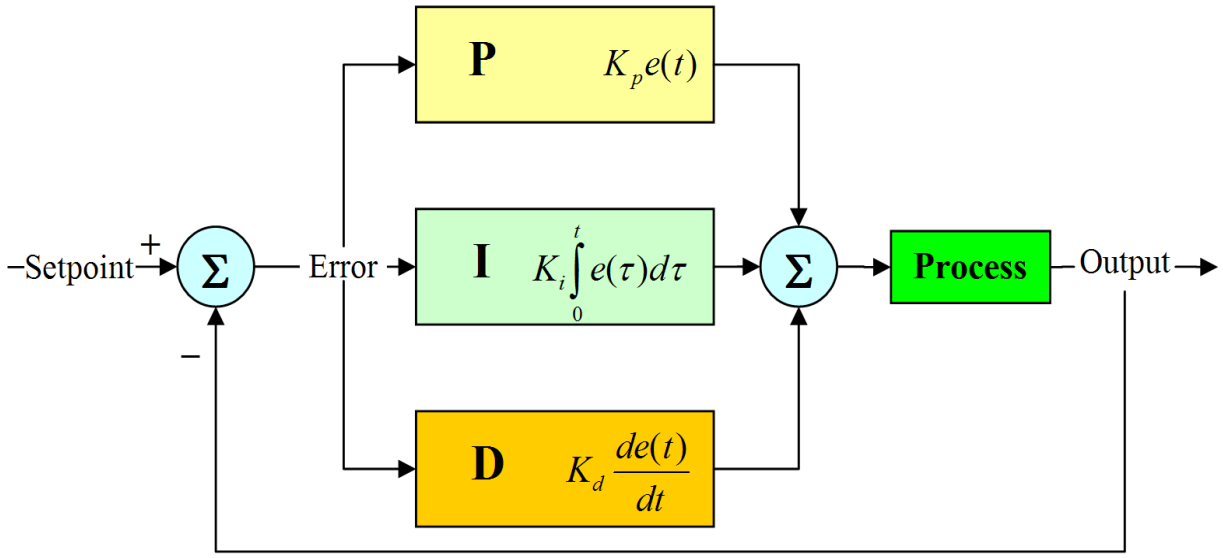 P K_p e(t)
+
–Setpoint Σ Error I K_i ∫_0^t e(τ)dτ Σ Process Output
–
D K_d de(t)/dt